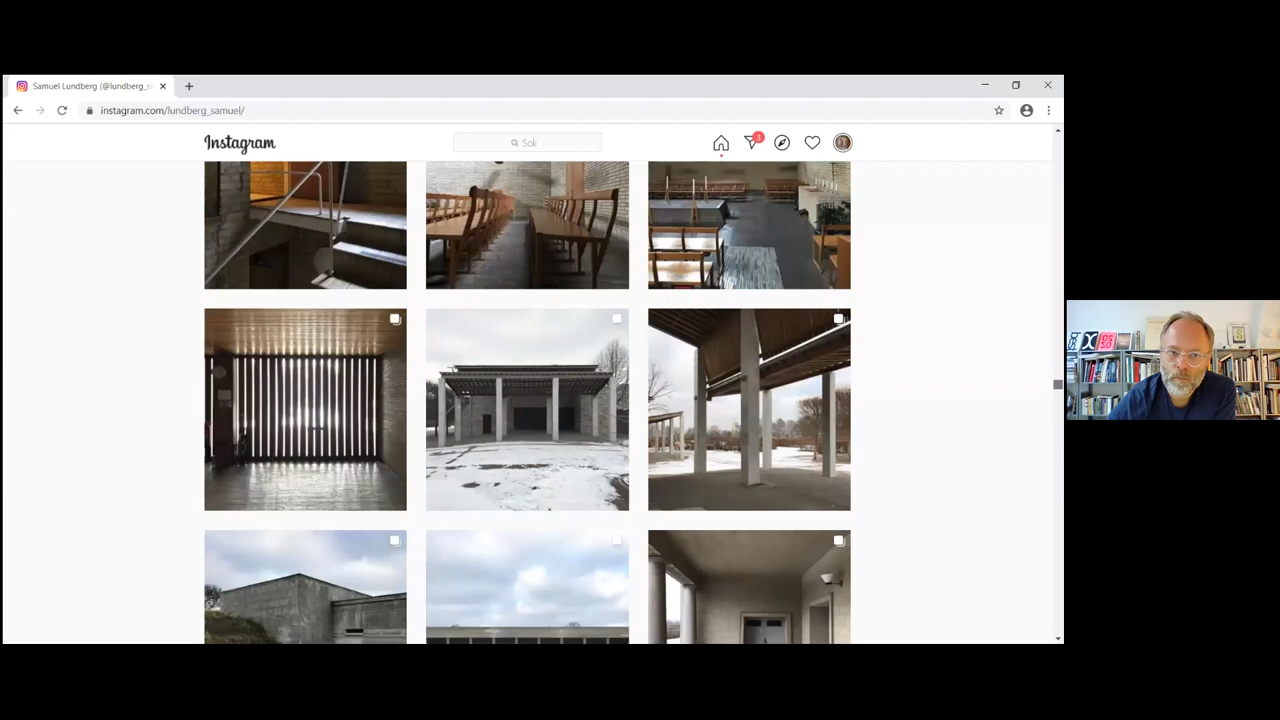 Samuel Lundberg (@lundberg_s
instagram.com/lundberg_samuel/
Instagram
Sök
3